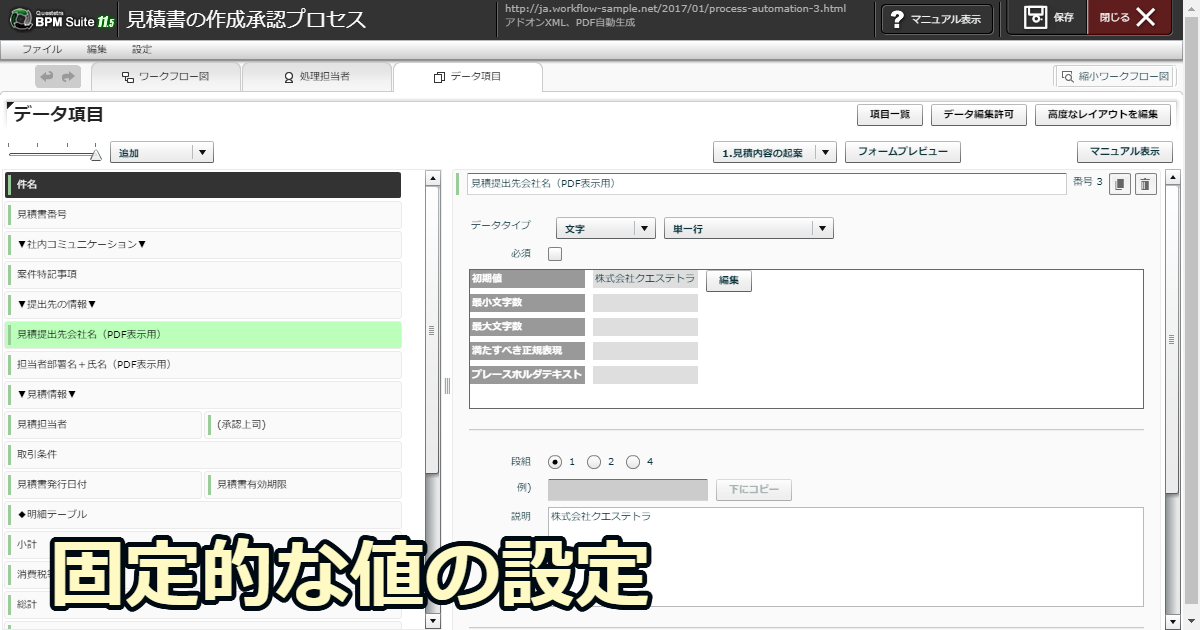 Questetra
BPM Suite 11.5
見積書の作成承認プロセス
http://ja.workflow-sample.net/2017/01/process-automation-3.html
アドオンXML、PDF自動生成
? マニュアル表示
保存
閉じる
ファイル 編集 設定
ワークフロー図
処理担当者
データ項目
縮小ワークフロー図
データ項目
項目一覧
データ編集許可
高度なレイアウトを編集
追加
1.見積内容の起案
フォームプレビュー
マニュアル表示
件名
見積書番号
▼社内コミュニケーション▼
案件特記事項
▼提出先の情報▼
見積提出先会社名（PDF表示用）
担当者部署名＋氏名（PDF表示用）
▼見積情報▼
見積担当者
(承認上司)
取引条件
見積書発行日付
見積書有効期限
◆明細テーブル
小計
消費税
総計
見積提出先会社名（PDF表示用）
番号 3
データタイプ
文字
単一行
必須
初期値
株式会社クエステトラ
編集
最小文字数
最大文字数
満たすべき正規表現
プレースホルダテキスト
段組
1 2 4
例)
下にコピー
説明
株式会社クエステトラ
固定的な値の設定